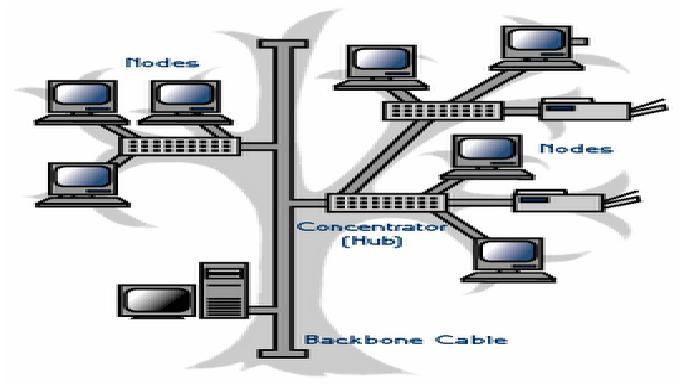 Nodes
Nodes
Concentrator
(Hub)
Backbone Cable